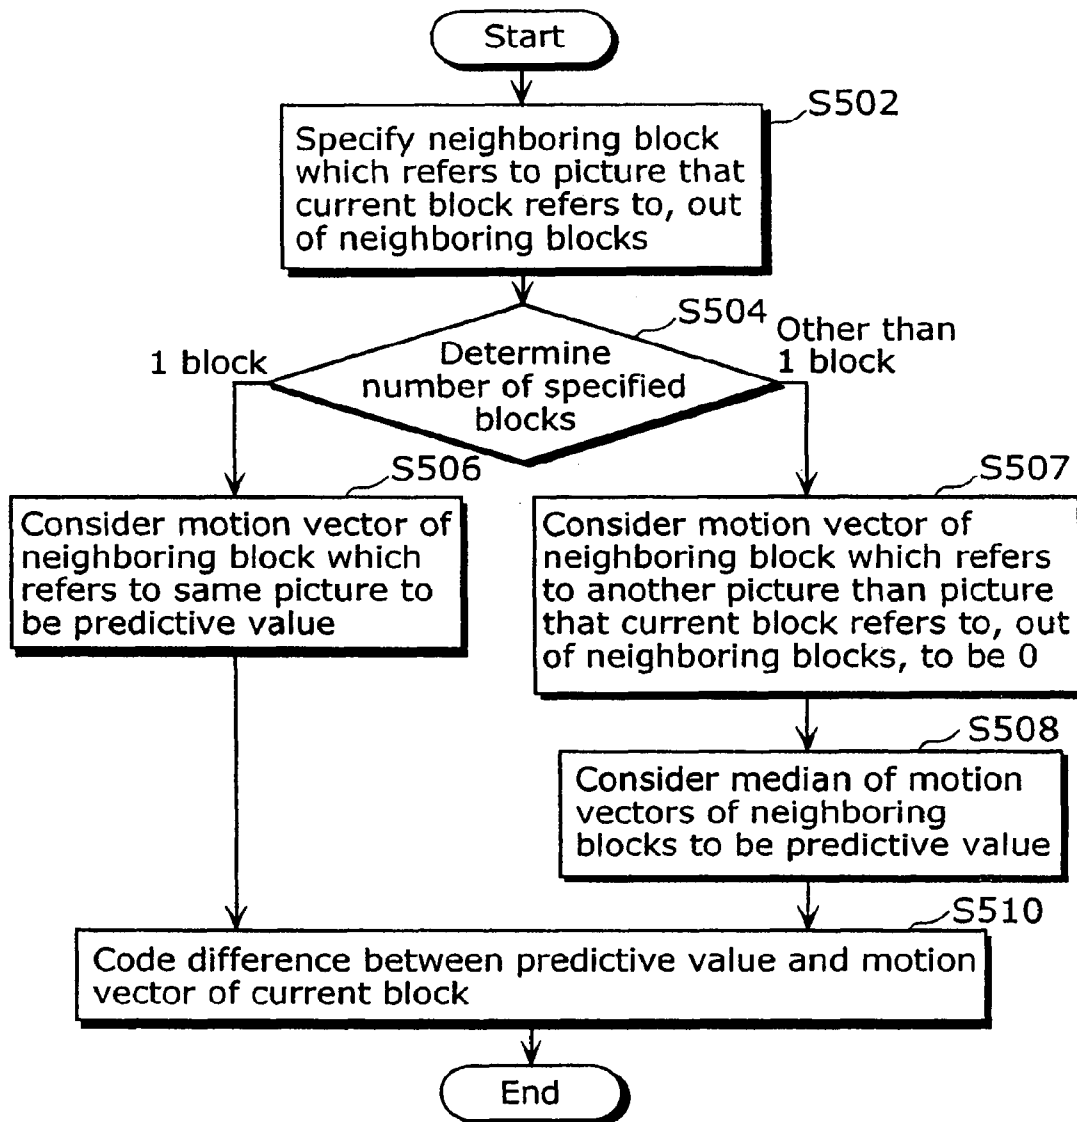 Start
S502
Specify neighboring block
which refers to picture that
current block refers to, out
of neighboring blocks
S504
Determine
number of specified
blocks
1 block
Other than
1 block
S506
Consider motion vector of
neighboring block which
refers to same picture to
be predictive value
S507
Consider motion vector of
neighboring block which refers
to another picture than picture
that current block refers to, out
of neighboring blocks, to be 0
S508
Consider median of motion
vectors of neighboring
blocks to be predictive value
S510
Code difference between predictive value and motion
vector of current block
End